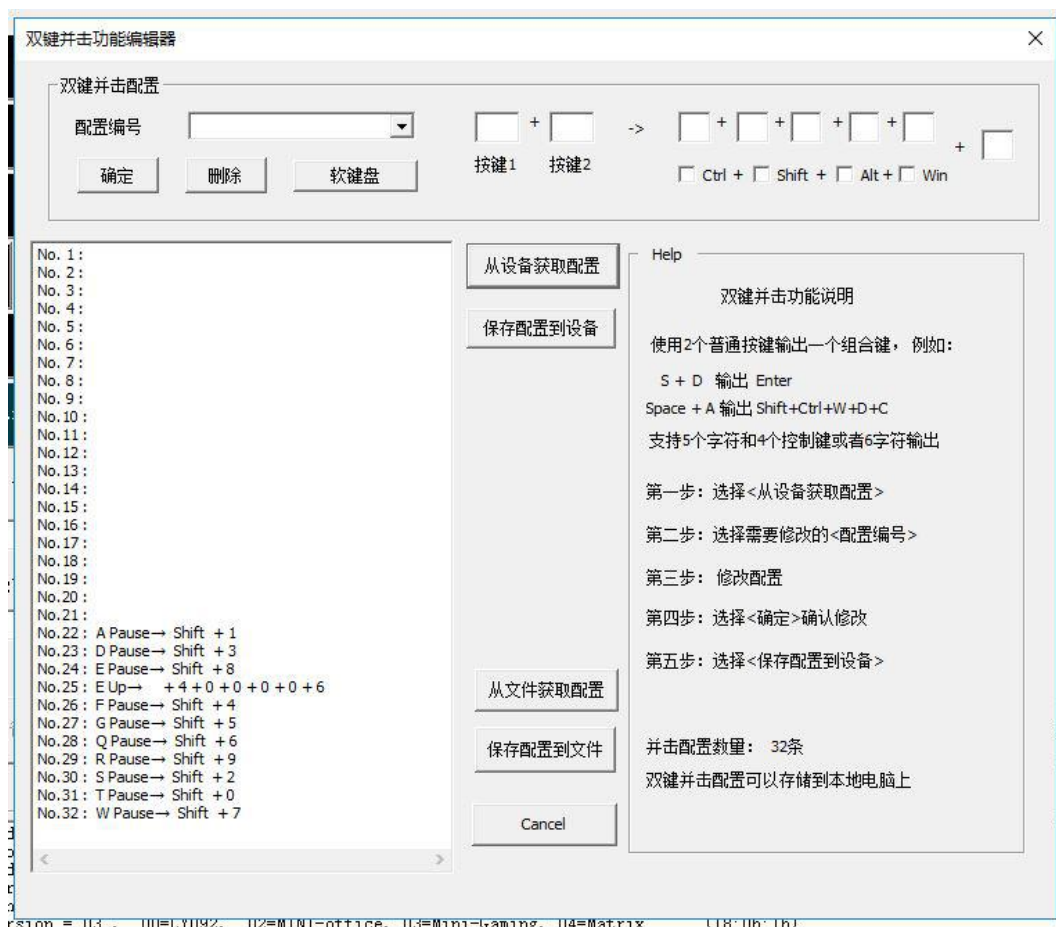 双键并击功能编辑器
双键并击配置
配置编号
+
->
+ + + +
+
按键1 按键2
确定 删除 软键盘
Ctrl + Shift + Alt + Win
No. 1 :
No. 2 :
No. 3 :
No. 4 :
No. 5 :
No. 6 :
No. 7 :
No. 8 :
No. 9 :
No.10 :
No.11 :
No.12 :
No.13 :
No.14 :
No.15 :
No.16 :
No.17 :
No.18 :
No.19 :
No.20 :
No.21 :
No.22 : A Pause→ Shift + 1
No.23 : D Pause→ Shift + 3
No.24 : E Pause→ Shift + 8
No.25 : E Up→ + 4 + 0 + 0 + 0 + 0 + 6
No.26 : F Pause→ Shift + 4
No.27 : G Pause→ Shift + 5
No.28 : Q Pause→ Shift + 6
No.29 : R Pause→ Shift + 9
No.30 : S Pause→ Shift + 2
No.31 : T Pause→ Shift + 0
No.32 : W Pause→ Shift + 7
从设备获取配置
保存配置到设备
从文件获取配置
保存配置到文件
Cancel
Help
双键并击功能说明
使用2个普通按键输出一个组合键， 例如：
S + D 输出 Enter
Space + A 输出 Shift+Ctrl+W+D+C
支持5个字符和4个控制键或者6字符输出
第一步：选择<从设备获取配置>
第二步：选择需要修改的<配置编号>
第三步： 修改配置
第四步：选择<确定>确认修改
第五步：选择<保存配置到设备>
并击配置数量： 32条
双键并击配置可以存储到本地电脑上